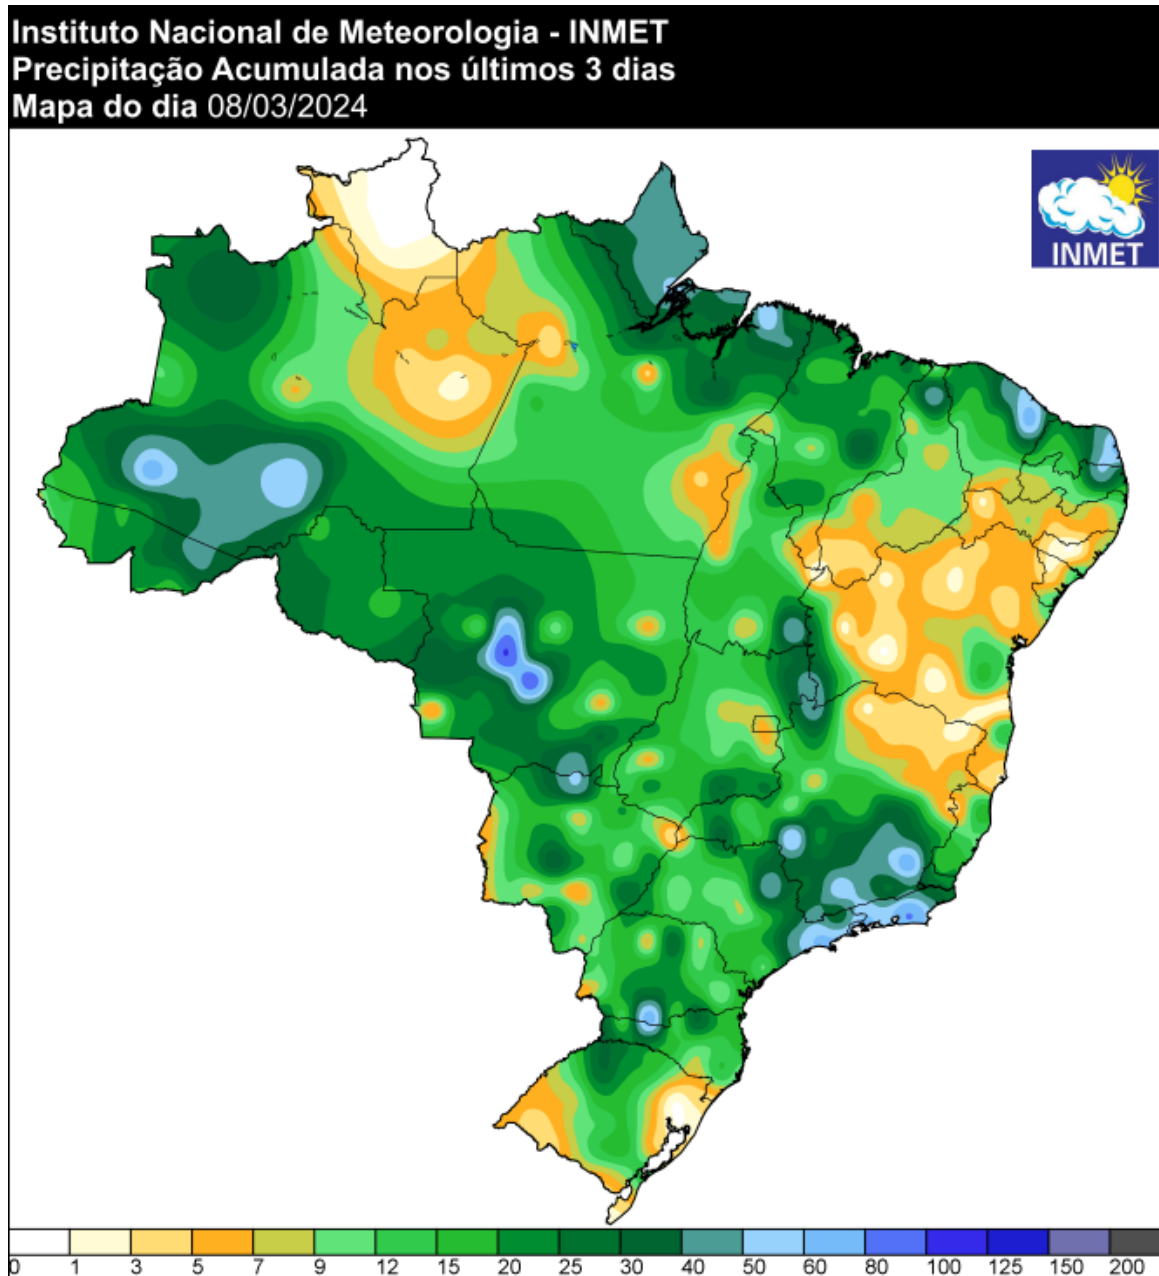 Instituto Nacional de Meteorologia - INMET
Precipitação Acumulada nos últimos 3 dias
Mapa do dia 08/03/2024
INMET
0 1 3 5 7 9 12 15 20 25 30 40 50 60 80 100 125 150 200